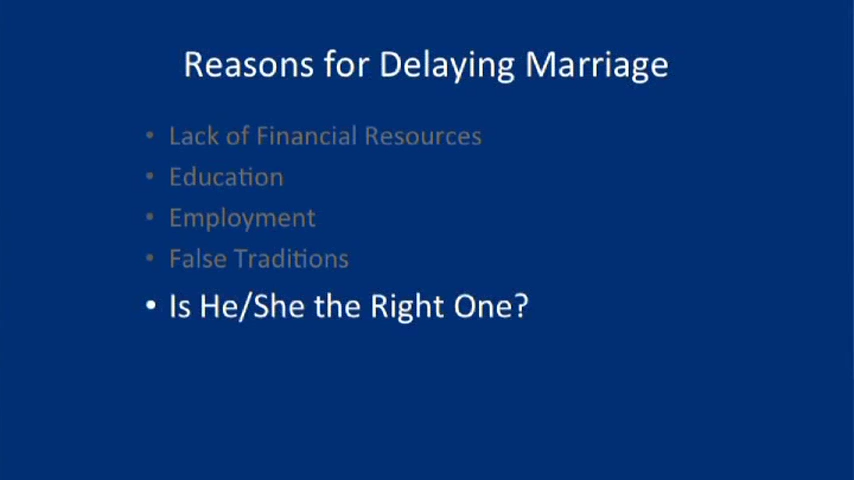 Reasons for Delaying Marriage
• Lack of Financial Resources
• Education
• Employment
• False Traditions
• Is He/She the Right One?